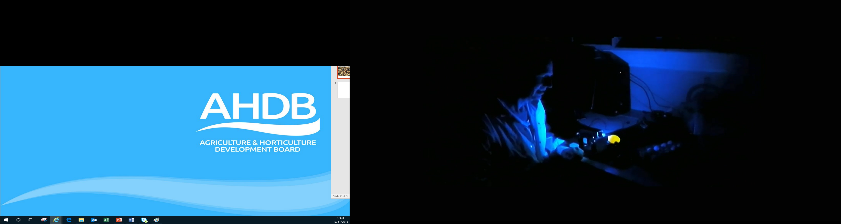 AHDB
AGRICULTURE & HORTICULTURE
DEVELOPMENT BOARD